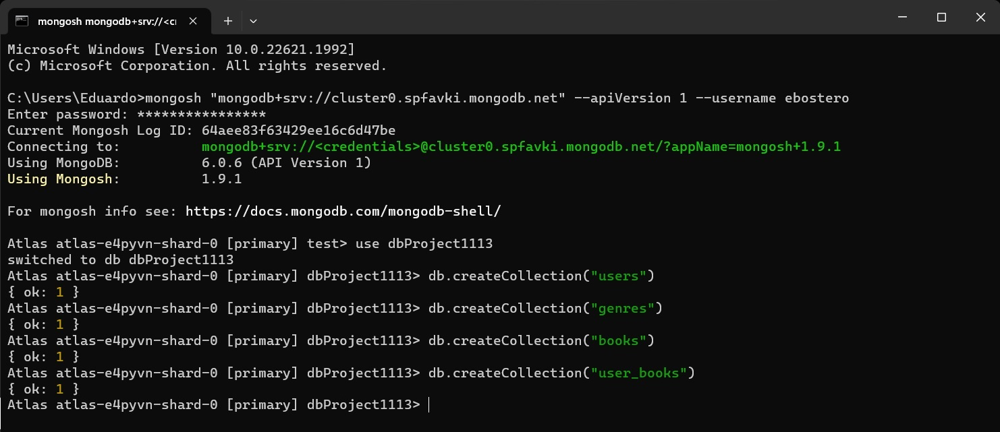 mongosh mongodb+srv://<cr
Microsoft Windows [Version 10.0.22621.1992]
(c) Microsoft Corporation. All rights reserved.
C:\Users\Eduardo>mongosh "mongodb+srv://cluster0.spfavki.mongodb.net" --apiVersion 1 --username ebostero
Enter password: ****************
Current Mongosh Log ID: 64aee83f63429ee16c6d47be
Connecting to: mongodb+srv://<credentials>@cluster0.spfavki.mongodb.net/?appName=mongosh+1.9.1
Using MongoDB: 6.0.6 (API Version 1)
Using Mongosh: 1.9.1
For mongosh info see: https://docs.mongodb.com/mongodb-shell/
Atlas atlas-e4pyvn-shard-0 [primary] test> use dbProject1113
switched to db dbProject1113
Atlas atlas-e4pyvn-shard-0 [primary] dbProject1113> db.createCollection("users")
{ ok: 1 }
Atlas atlas-e4pyvn-shard-0 [primary] dbProject1113> db.createCollection("genres")
{ ok: 1 }
Atlas atlas-e4pyvn-shard-0 [primary] dbProject1113> db.createCollection("books")
{ ok: 1 }
Atlas atlas-e4pyvn-shard-0 [primary] dbProject1113> db.createCollection("user_books")
{ ok: 1 }
Atlas atlas-e4pyvn-shard-0 [primary] dbProject1113>